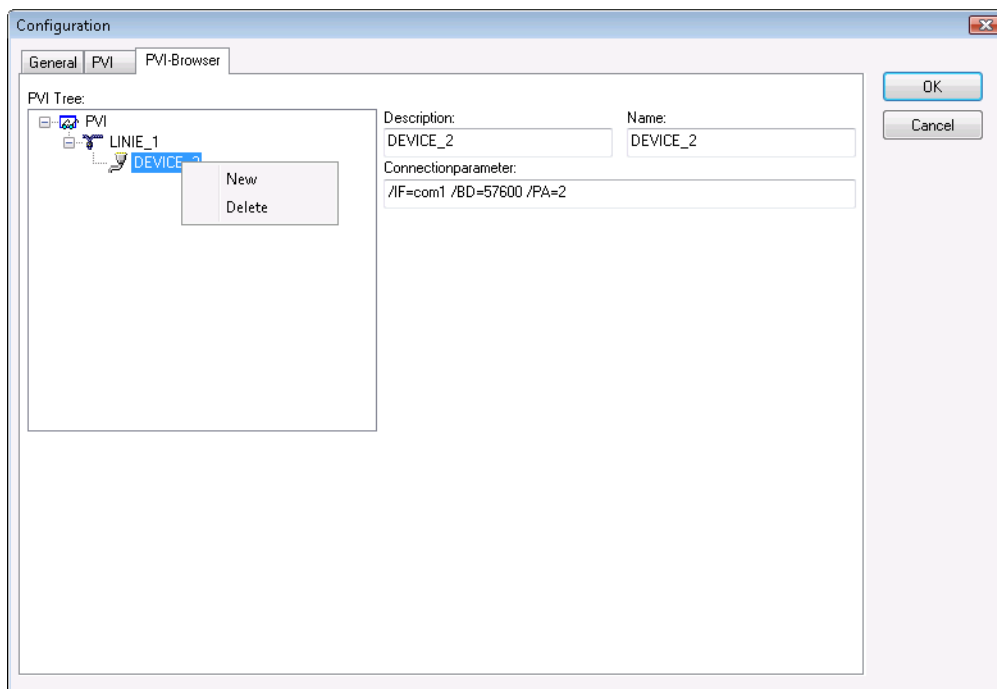 Configuration
General PVI PVI-Browser
OK
Cancel
PVI Tree:
PVI
LINIE_1
DEVICE_2
New
Delete
Description:
DEVICE_2
Name:
DEVICE_2
Connectionparameter:
/IF=com1 /BD=57600 /PA=2